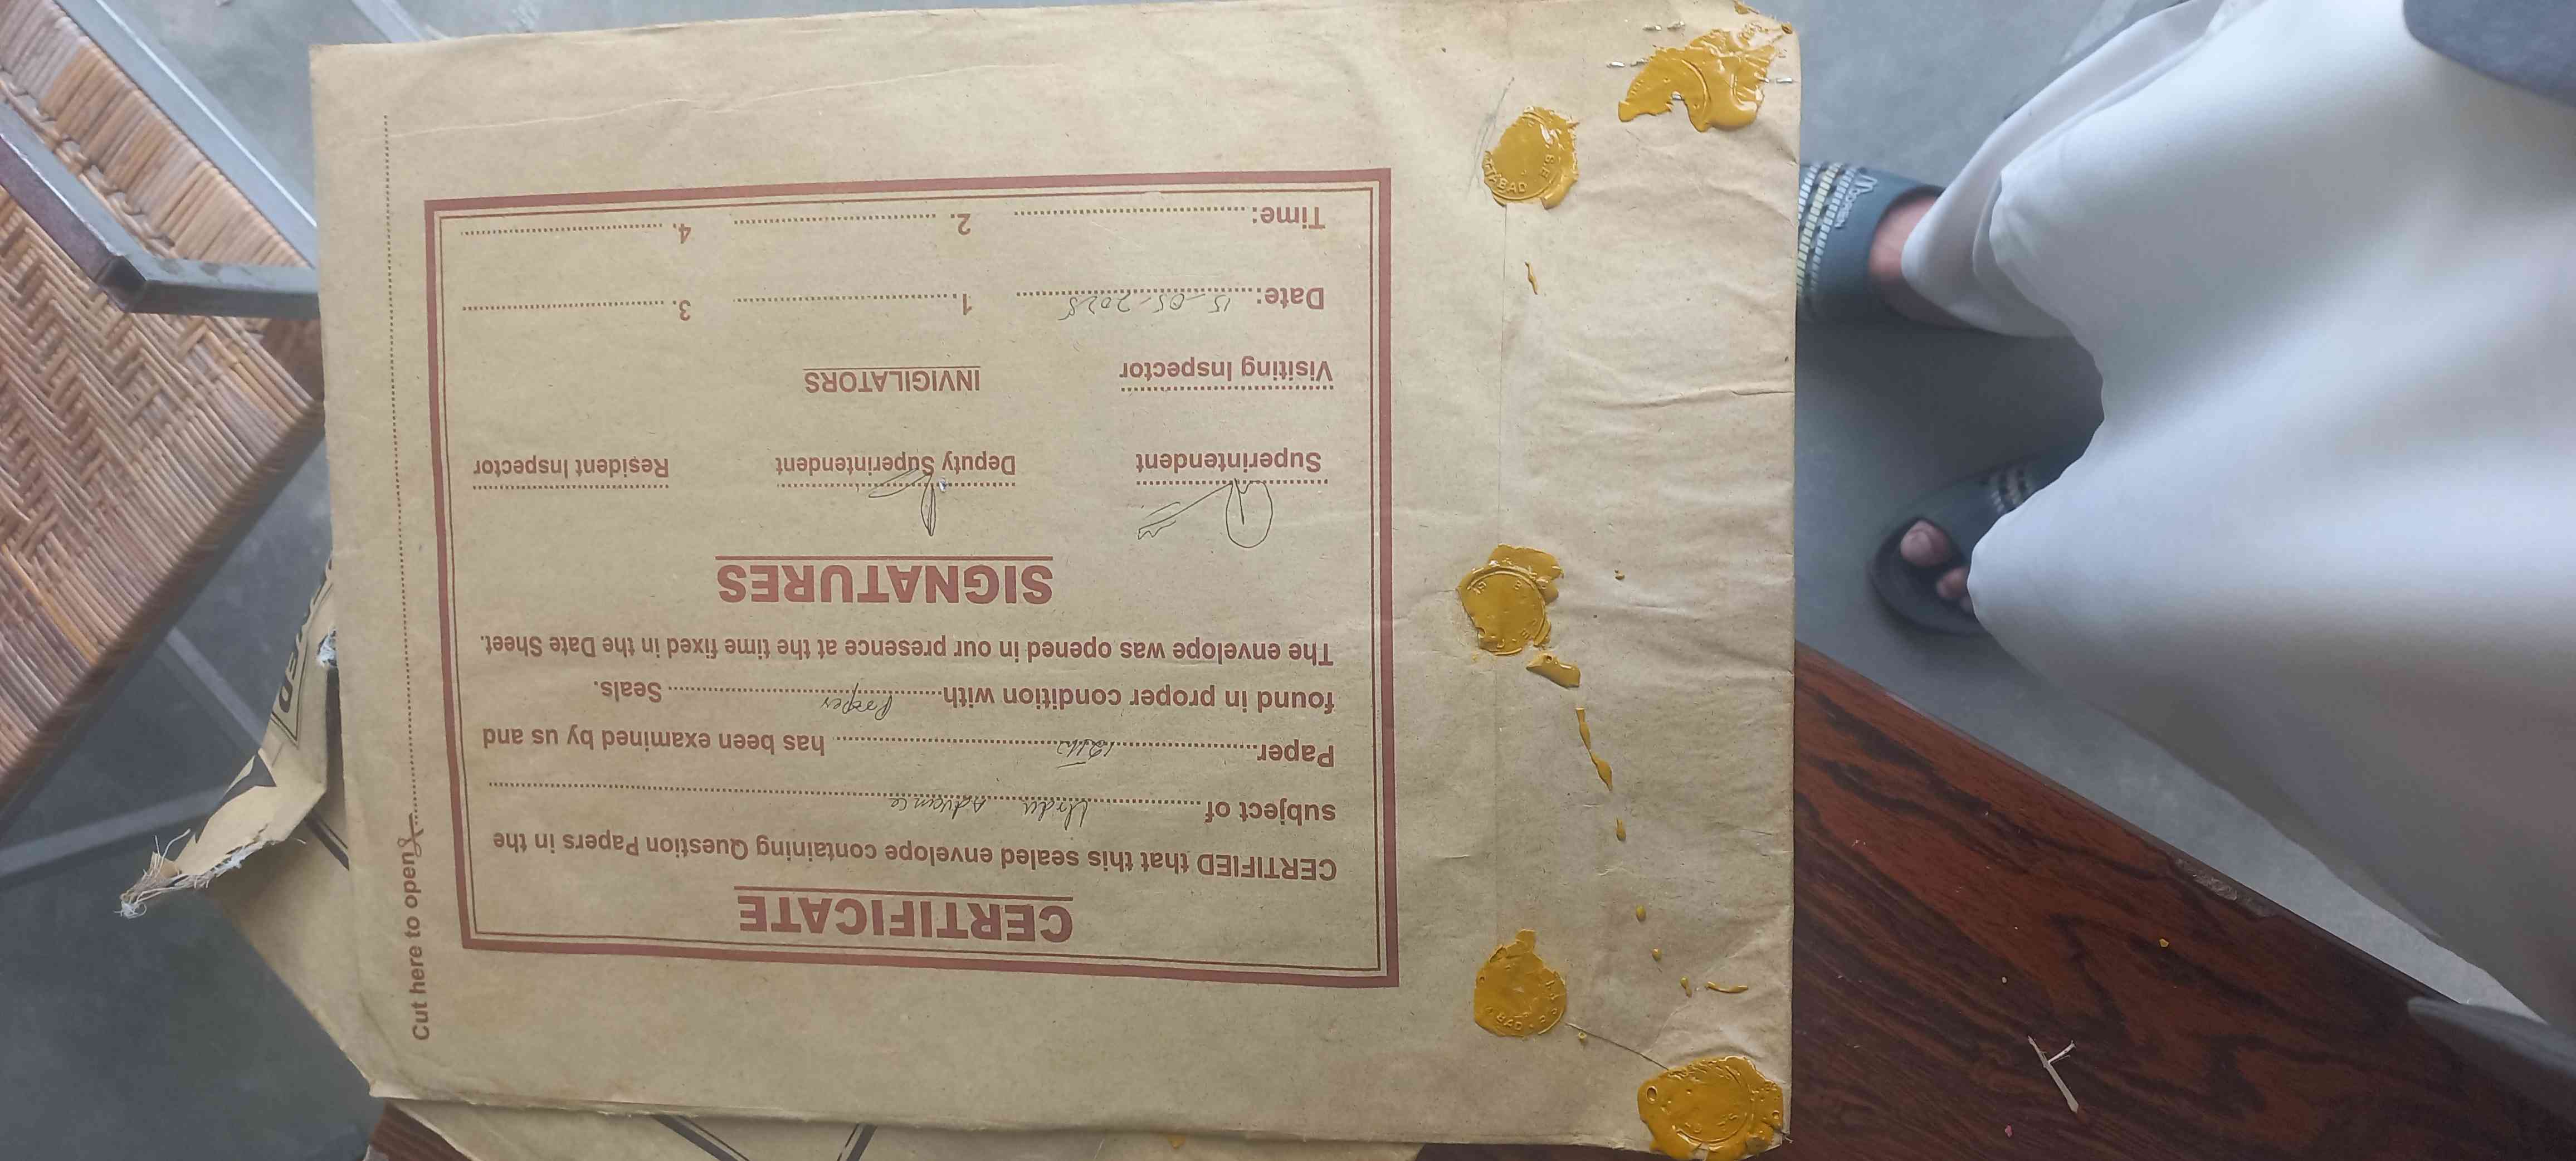 CERTIFICATE
CERTIFIED that this sealed envelope containing Question Papers in the
subject of Urdu Advance
Paper 12th has been examined by us and
found in proper condition with Proper Seals.
The envelope was opened in our presence at the time fixed in the Date Sheet.
SIGNATURES
Superintendent Deputy Superintendent Resident Inspector
Visiting Inspector INVIGILATORS
Date: 15-05-2025 1. 3.
Time: 2. 4.
Cut here to open